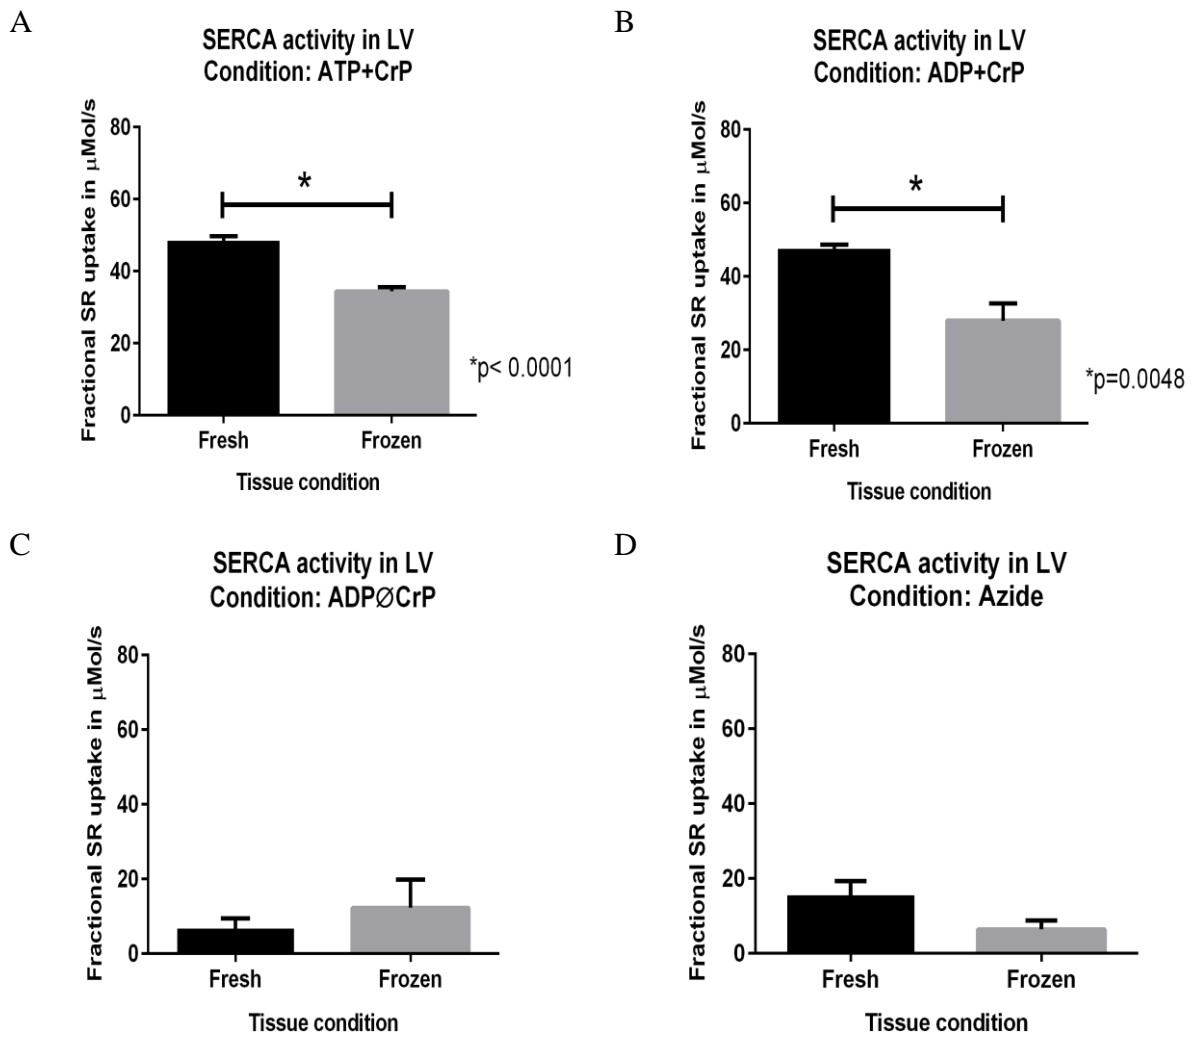 A
SERCA activity in LV
Condition: ATP+CrP
Fractional SR uptake in μMol/s
80
60
40
20
0
*
*p< 0.0001
Fresh
Frozen
Tissue condition
B
SERCA activity in LV
Condition: ADP+CrP
Fractional SR uptake in μMol/s
80
60
40
20
0
*
*p=0.0048
Fresh
Frozen
Tissue condition
C
SERCA activity in LV
Condition: ADP∅CrP
Fractional SR uptake in μMol/s
80
60
40
20
0
Fresh
Frozen
Tissue condition
D
SERCA activity in LV
Condition: Azide
Fractional SR uptake in μMol/s
80
60
40
20
0
Fresh
Frozen
Tissue condition